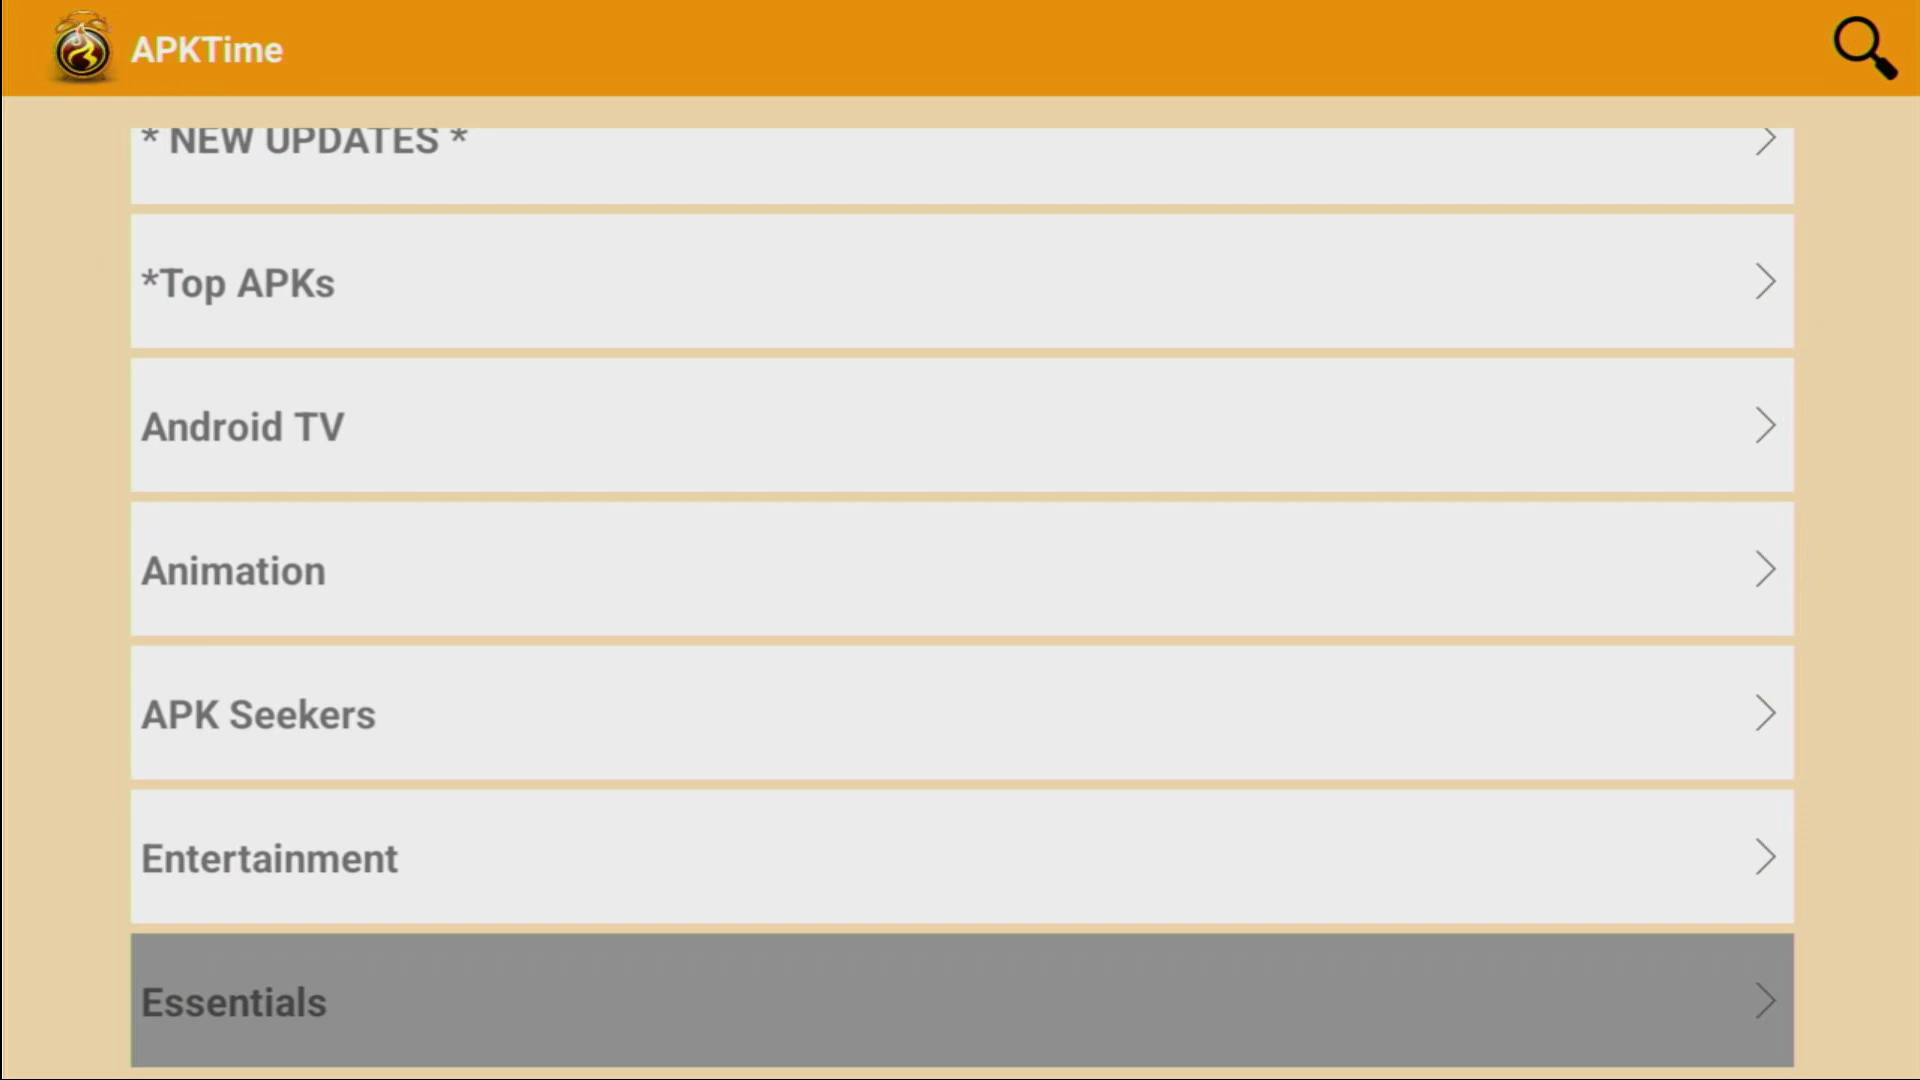 APKTime
* NEW UPDATES *
*Top APKs
Android TV
Animation
APK Seekers
Entertainment
Essentials